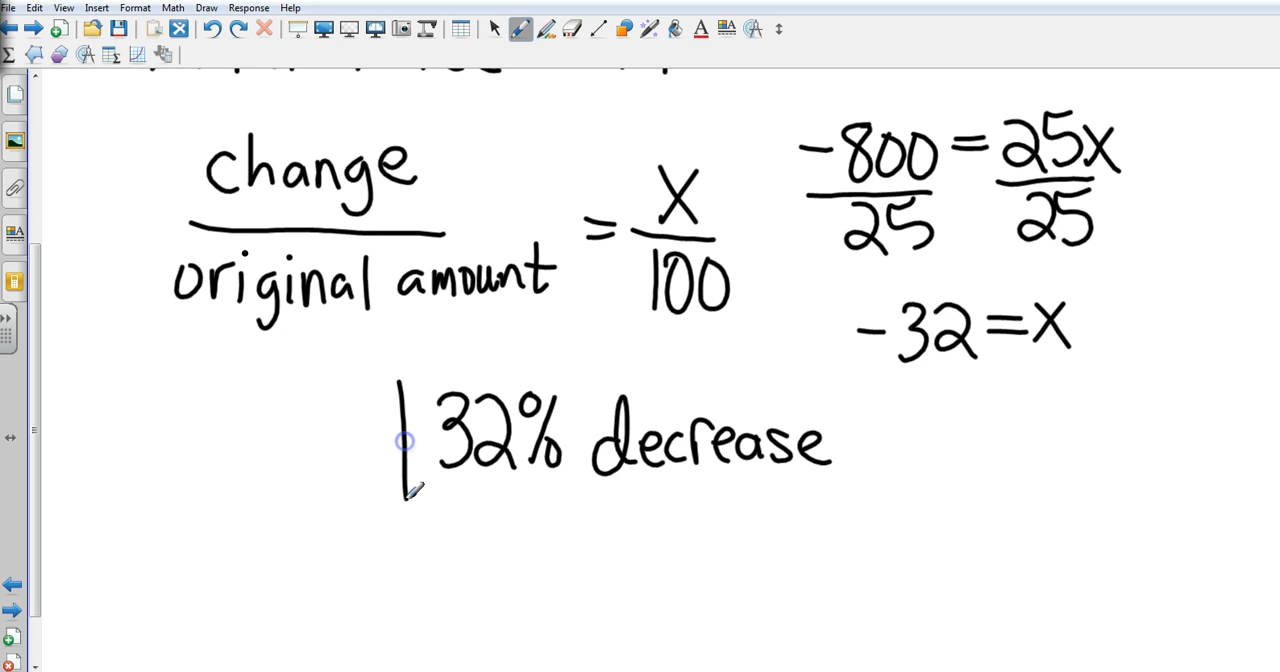 File Edit View Insert Format Math Draw Response Help
change
original amount
= x
100
-800 = 25x
25 25
-32 = x
32% decrease